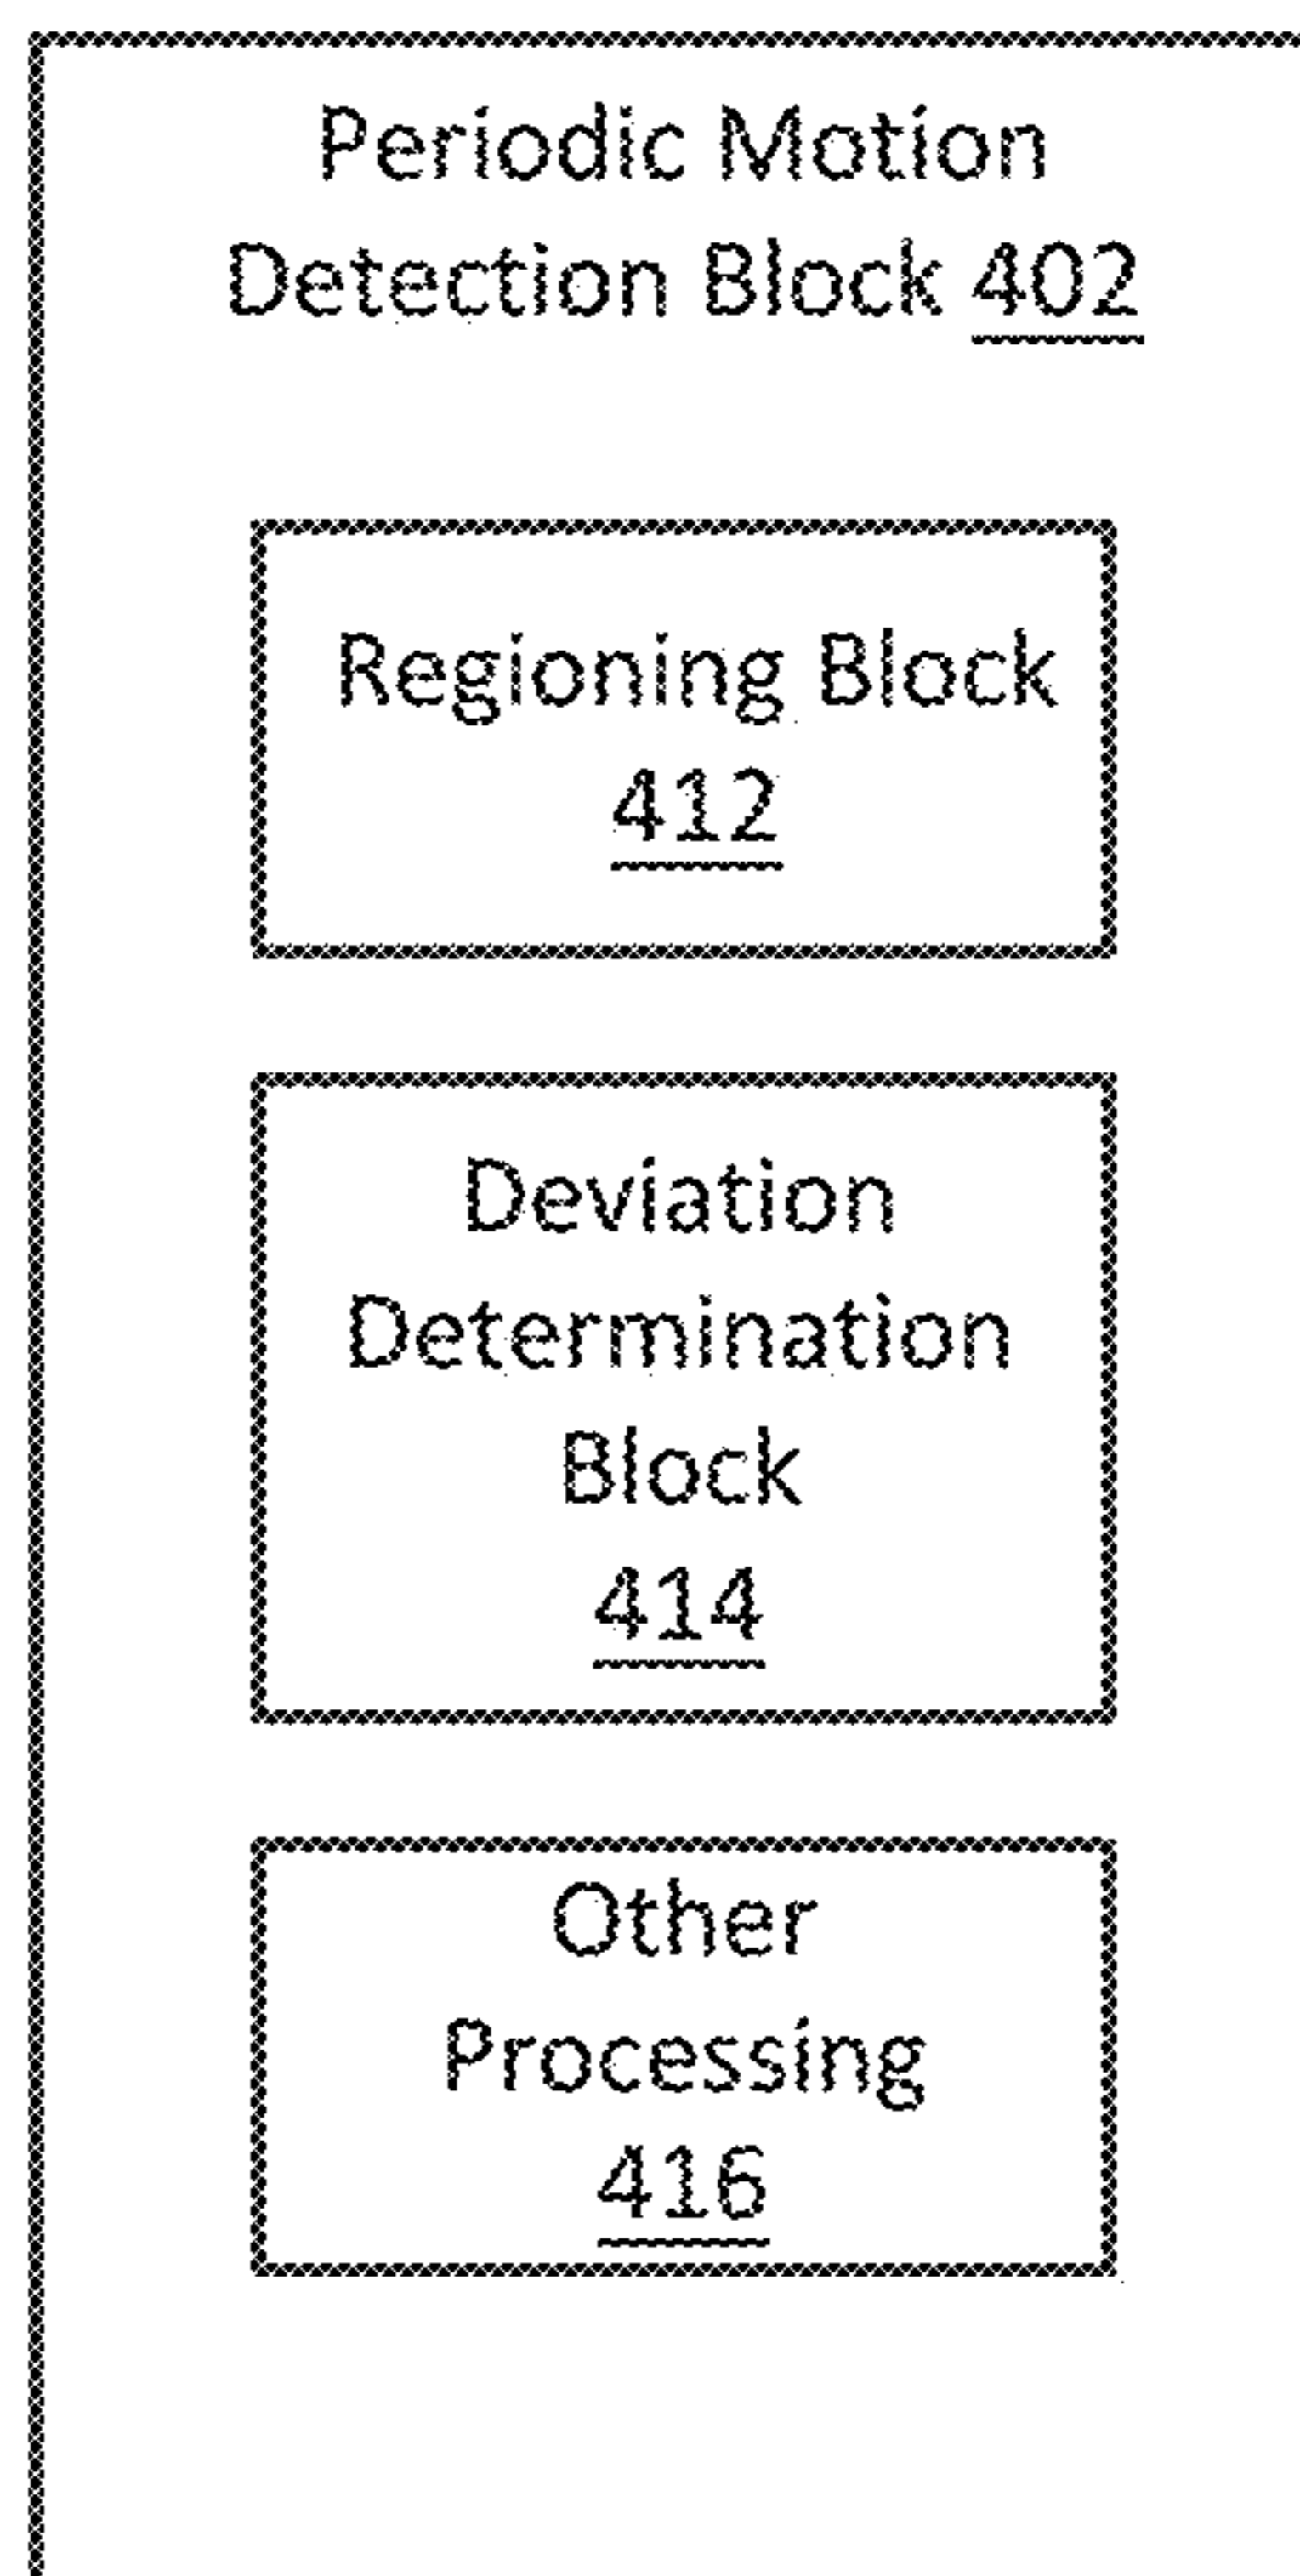 Periodic Motion
Detection Block 402
Regioning Block
412
Deviation
Determination
Block
414
Other
Processing
416